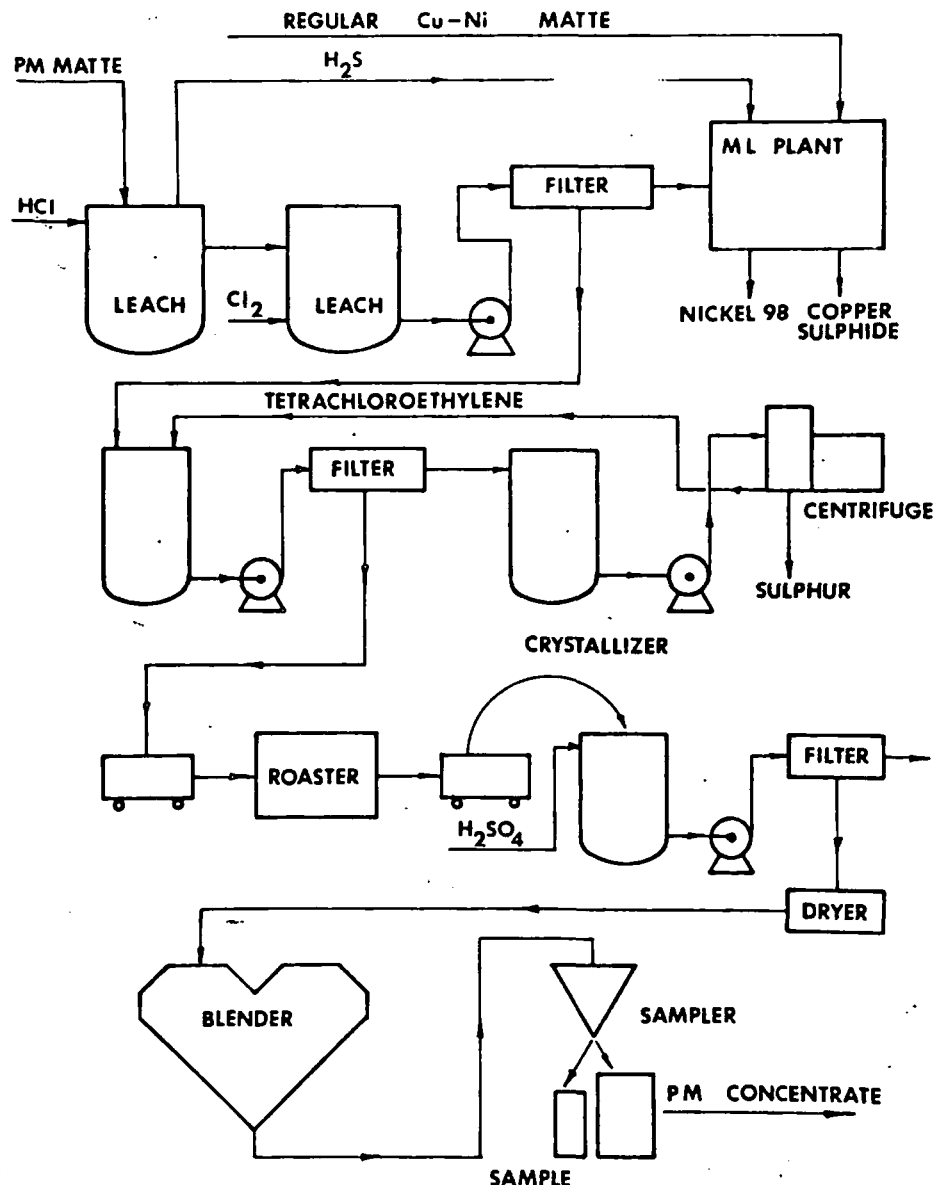 REGULAR Cu-Ni MATTE
PM MATTE
H2S
ML PLANT
FILTER
HCl
LEACH
LEACH
Cl2
NICKEL 98
COPPER
SULPHIDE
TETRACHLOROETHYLENE
FILTER
CENTRIFUGE
SULPHUR
CRYSTALLIZER
ROASTER
FILTER
H2SO4
DRYER
BLENDER
SAMPLER
PM CONCENTRATE
SAMPLE